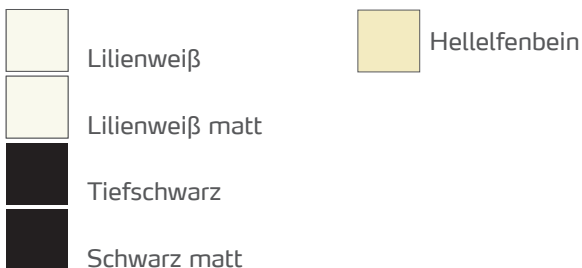 Lilienweiß
Lilienweiß matt
Tiefschwarz
Schwarz matt
Hellelfenbein